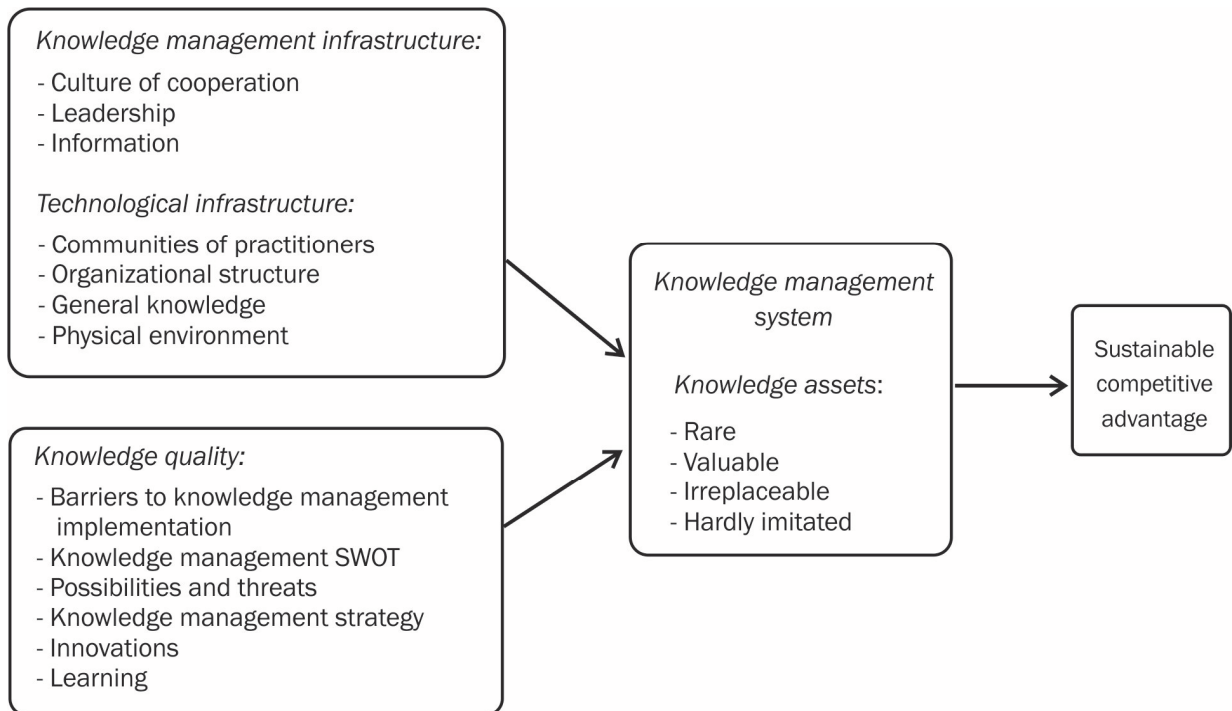 Knowledge management infrastructure:
- Culture of cooperation
- Leadership
- Information
Technological infrastructure:
- Communities of practitioners
- Organizational structure
- General knowledge
- Physical environment
Knowledge quality:
- Barriers to knowledge management
implementation
- Knowledge management SWOT
- Possibilities and threats
- Knowledge management strategy
- Innovations
- Learning
Knowledge management
system
Knowledge assets:
- Rare
- Valuable
- Irreplaceable
- Hardly imitated
Sustainable
competitive
advantage